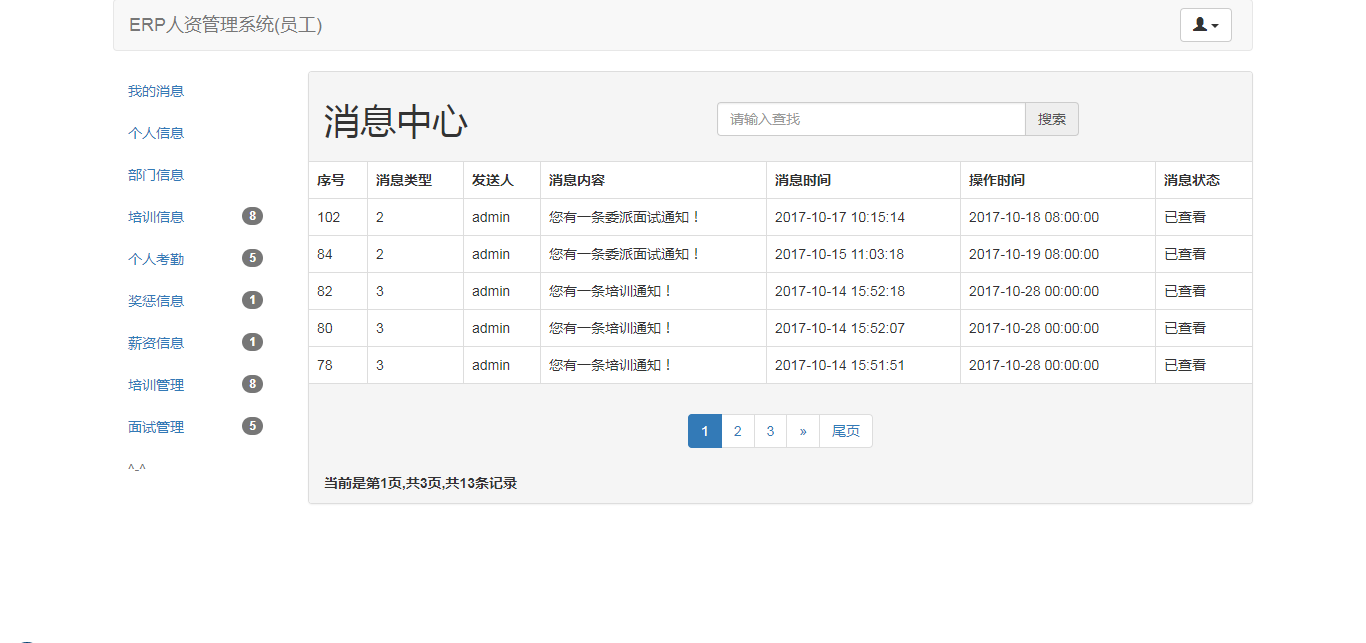 ERP人资管理系统(员工)
我的消息
个人信息
部门信息
培训信息 8
个人考勤 5
奖惩信息 1
薪资信息 1
培训管理 8
面试管理 5
^_^
消息中心
请输入查找 搜索
序号 消息类型 发送人 消息内容 消息时间 操作时间 消息状态
102 2 admin 您有一条委派面试通知！ 2017-10-17 10:15:14 2017-10-18 08:00:00 已查看
84 2 admin 您有一条委派面试通知！ 2017-10-15 11:03:18 2017-10-19 08:00:00 已查看
82 3 admin 您有一条培训通知！ 2017-10-14 15:52:18 2017-10-28 00:00:00 已查看
80 3 admin 您有一条培训通知！ 2017-10-14 15:52:07 2017-10-28 00:00:00 已查看
78 3 admin 您有一条培训通知！ 2017-10-14 15:51:51 2017-10-28 00:00:00 已查看
1 2 3 » 尾页
当前是第1页,共3页,共13条记录